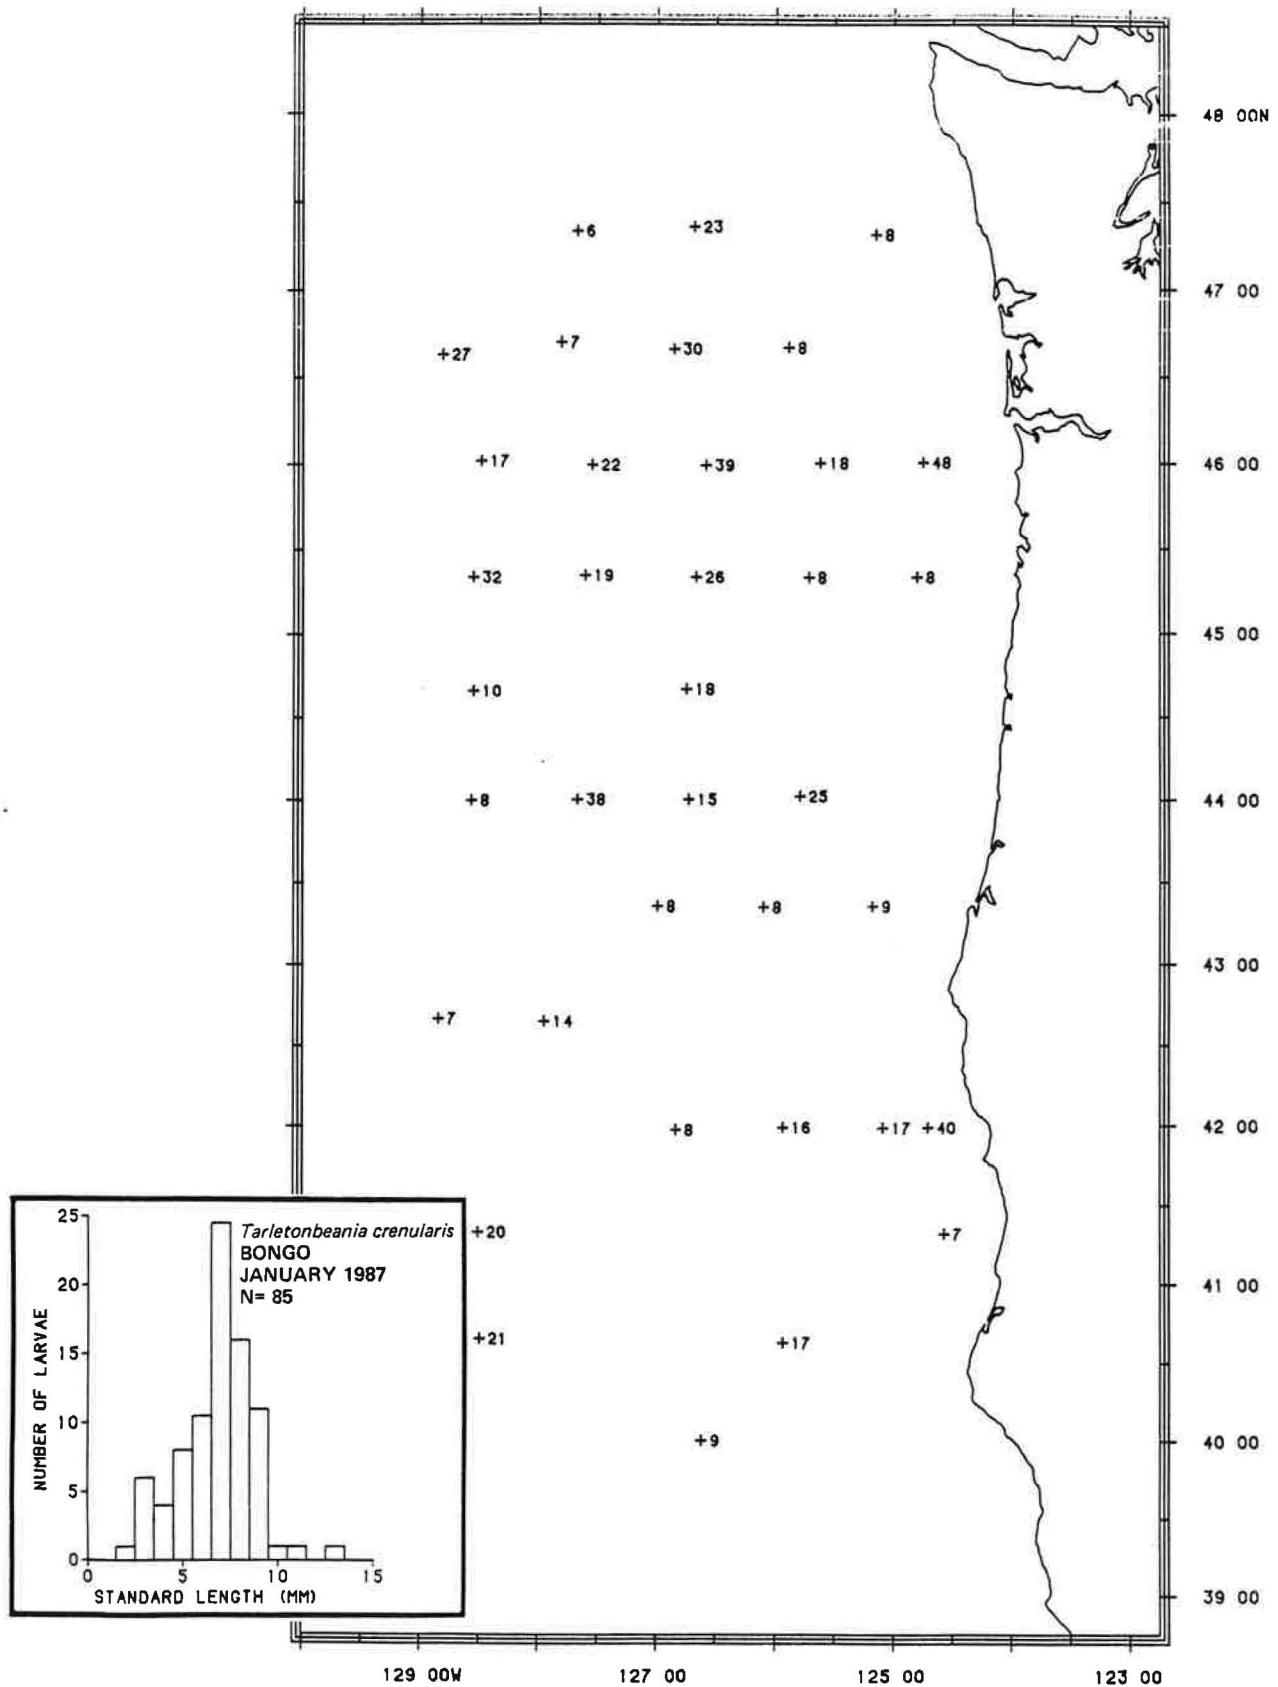 48 00N
+6 +23 +8
47 00
+27 +7 +30 +8
+17 +22 +39 +18 +48 46 00
+32 +19 +26 +8 +8
45 00
+10 +18
+8 +38 +15 +25 44 00
+8 +8 +9
43 00
+7 +14
+8 +16 +17 +40 42 00
+20 +7
41 00
+21 +17
+9 40 00
39 00
129 00W 127 00 125 00 123 00
Tarletonbeania crenularis
BONGO
JANUARY 1987
N= 85
NUMBER OF LARVAE
25
20
15
10
5
0
0 5 10 15
STANDARD LENGTH (MM)